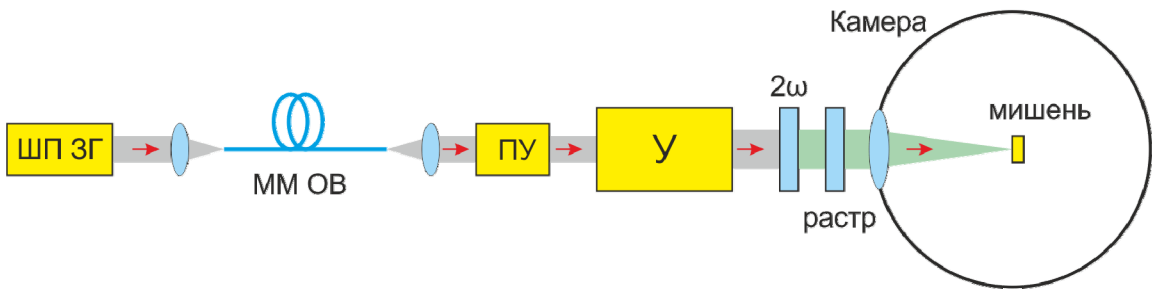 Камера
2ω
мишень
ШП ЗГ
ПУ
У
ММ ОВ
растр